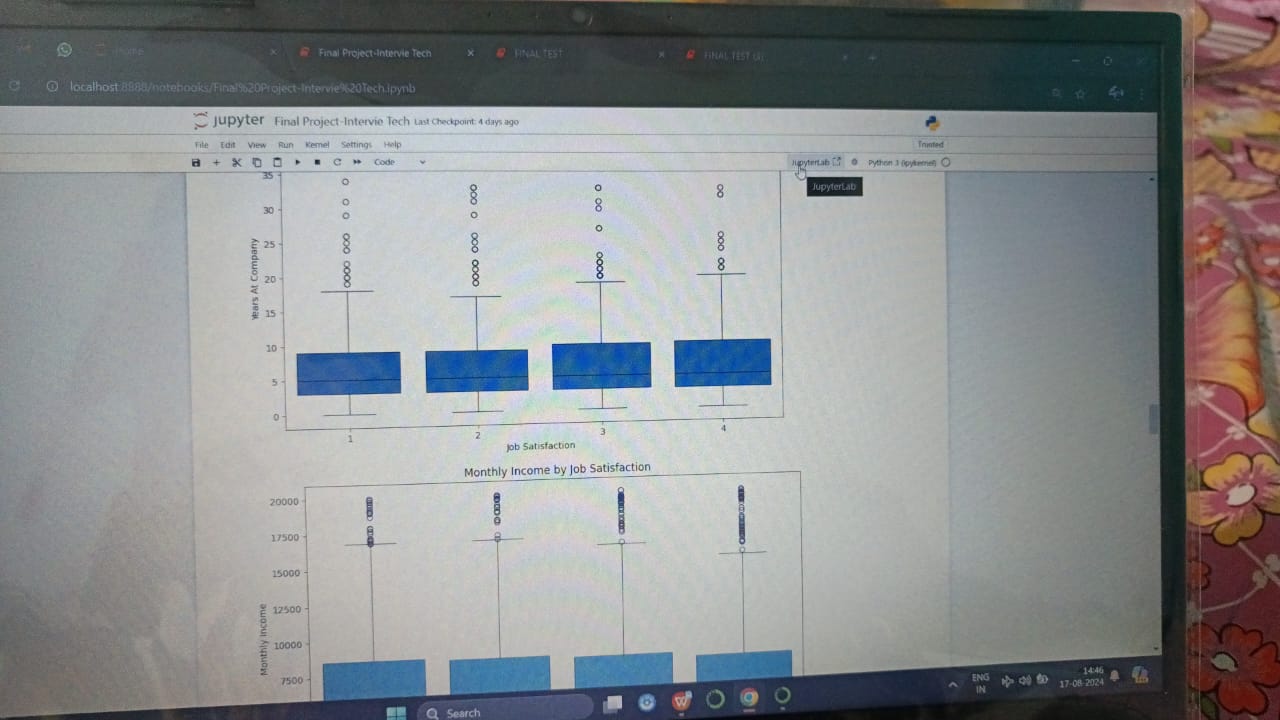 Home
Final Project-Intervie Tech
FINAL TEST
FINAL TEST (3)
localhost:8888/notebooks/Final%20Project-Intervie%20Tech.ipynb
jupyter Final Project-Intervie Tech Last Checkpoint: 4 days ago
File Edit View Run Kernel Settings Help
Trusted
Code
JupyterLab
Python 3 (ipykernel)
JupyterLab
35
30
25
20
15
10
5
0
Years At Company
1 2 3 4
Job Satisfaction
Monthly Income by Job Satisfaction
20000
17500
15000
12500
10000
7500
Monthly Income
Search
ENG
IN
14:46
17-08-2024